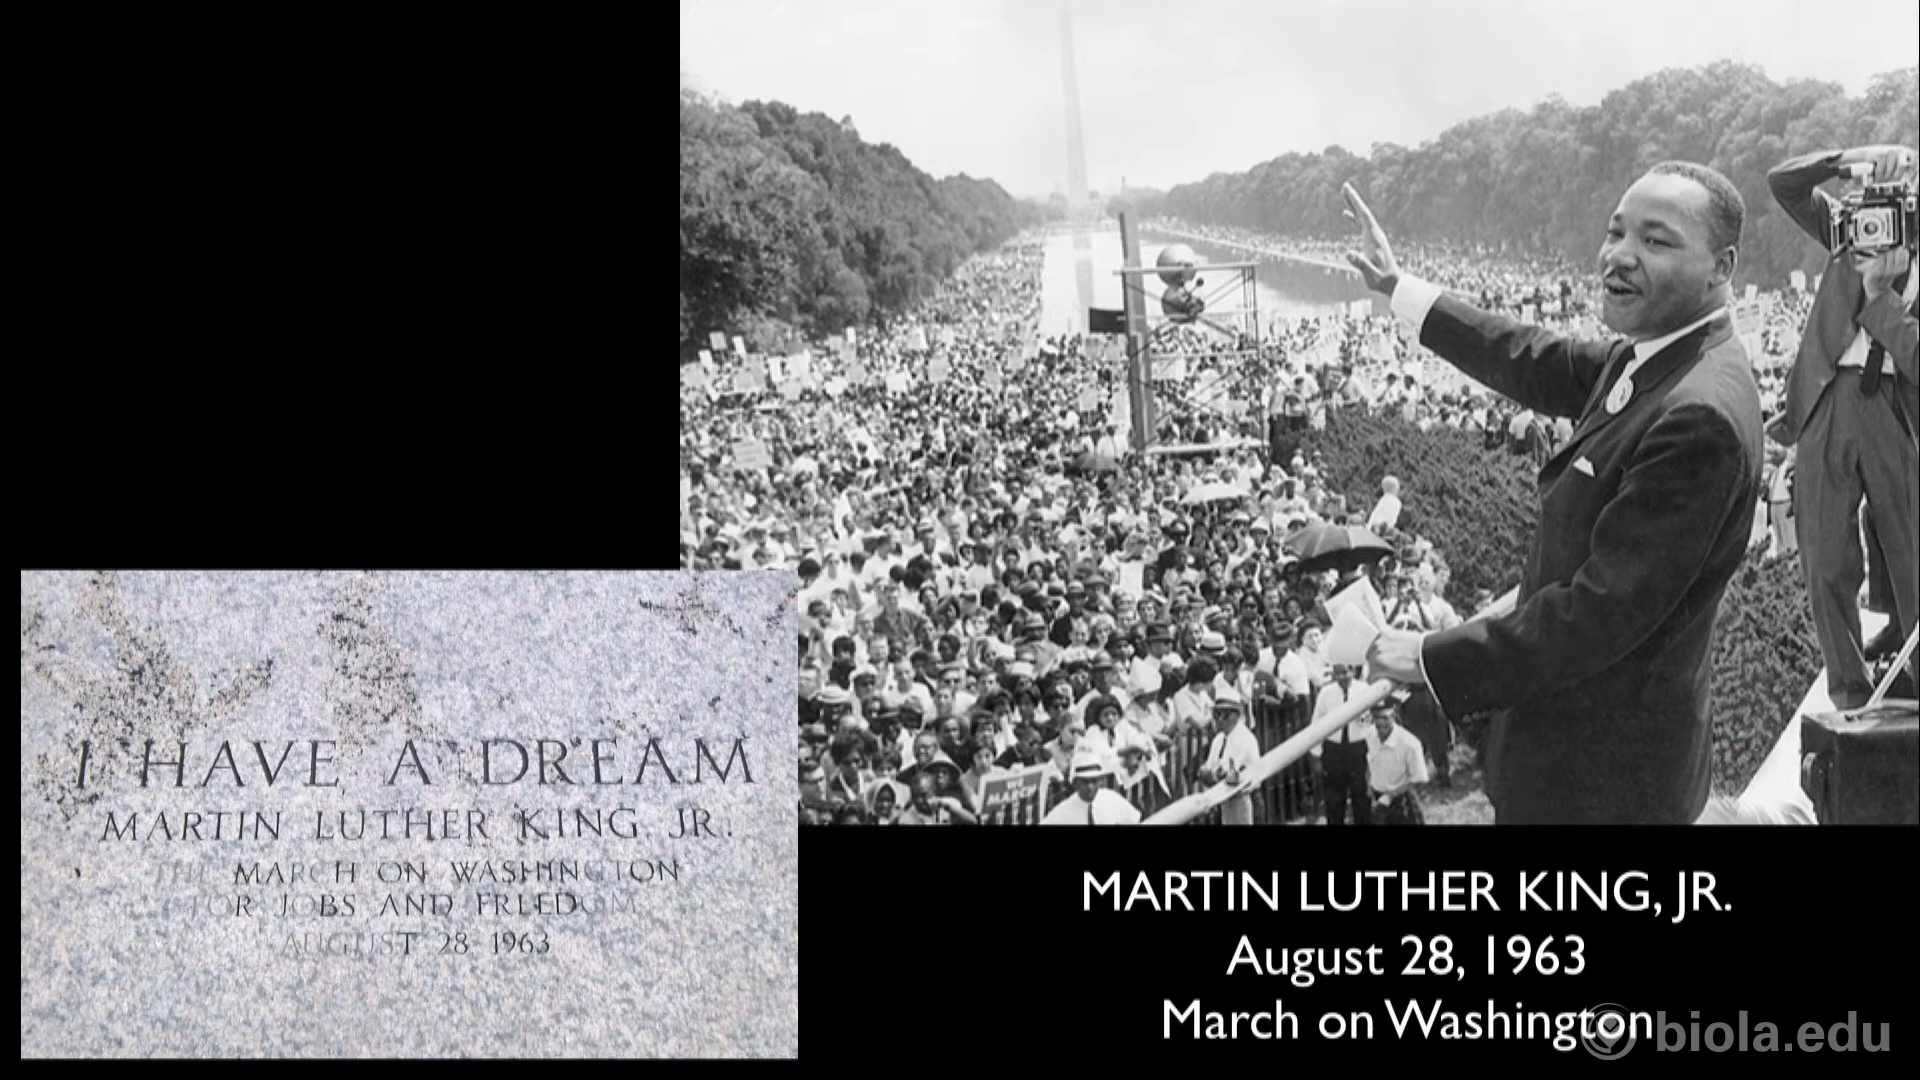 I HAVE A DREAM
MARTIN LUTHER KING, JR.
THE MARCH ON WASHINGTON
FOR JOBS AND FREEDOM
AUGUST 28 1963
MARTIN LUTHER KING, JR.
August 28, 1963
March on Washington
biola.edu